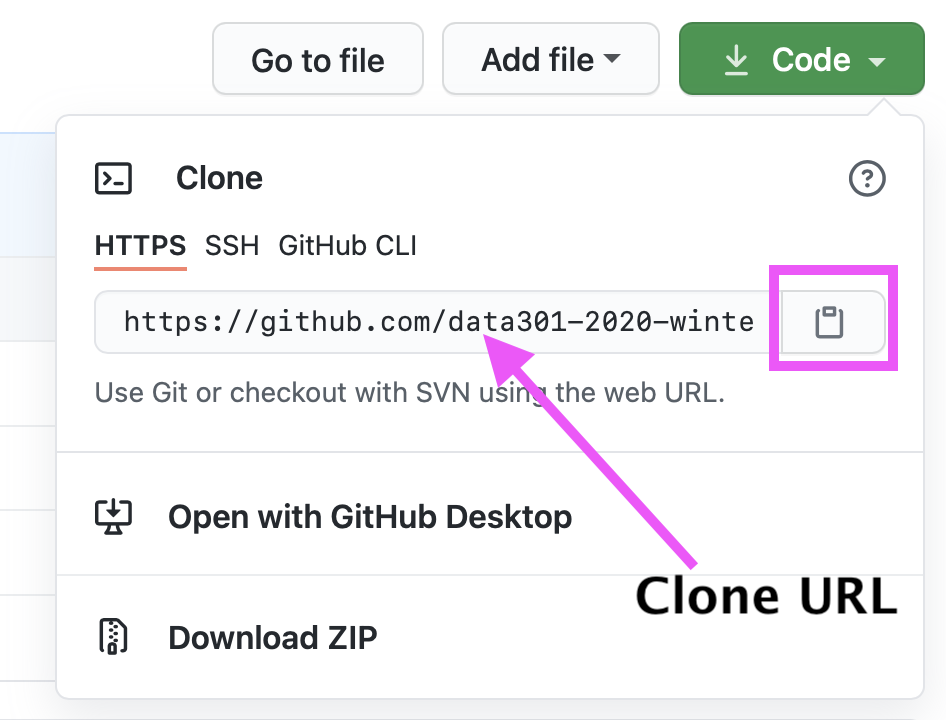 Go to file
Add file
Code
Clone
HTTPS SSH GitHub CLI
https://github.com/data301-2020-winte
Use Git or checkout with SVN using the web URL.
Open with GitHub Desktop
Clone URL
Download ZIP